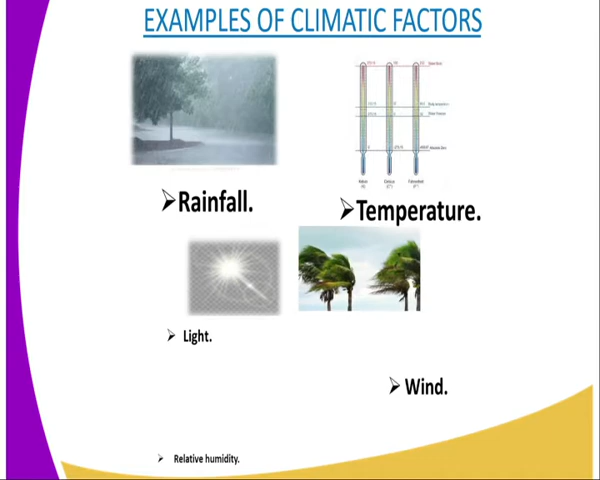 EXAMPLES OF CLIMATIC FACTORS
➢Rainfall.
➢Temperature.
➢ Light.
➢ Wind.
➢ Relative humidity.